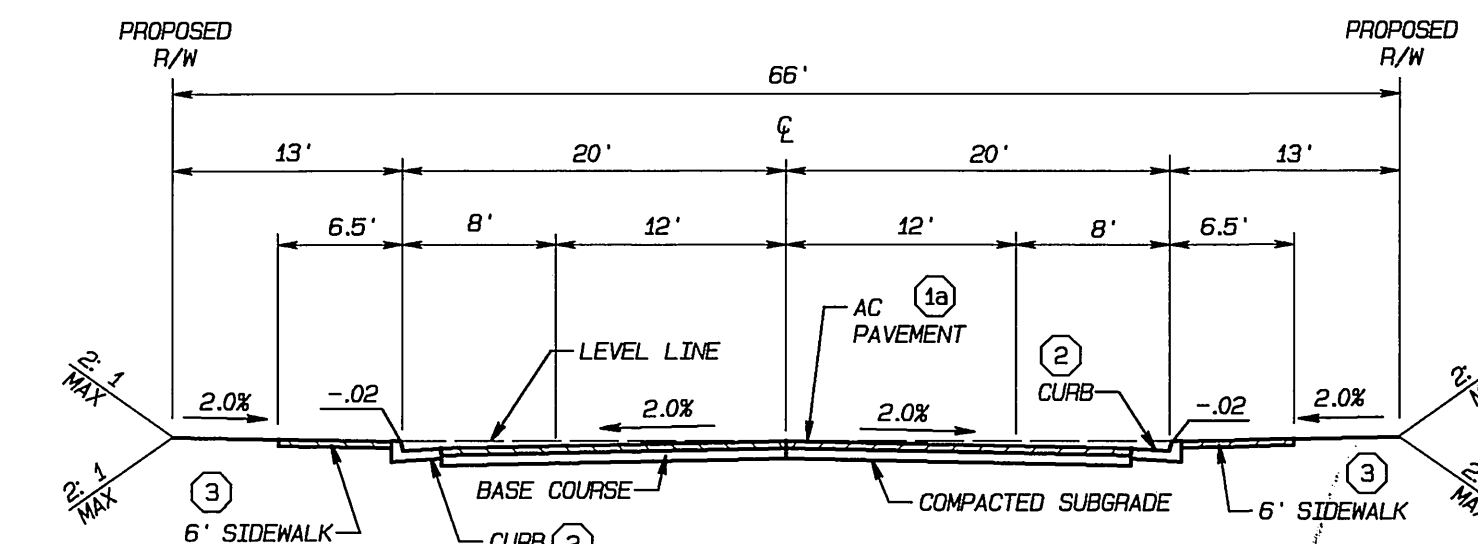 PROPOSED
R/W
PROPOSED
R/W
66'
℄
13'
20'
20'
13'
6.5'
8'
12'
12'
8'
6.5'
AC
PAVEMENT
1a
LEVEL LINE
2
CURB
2: 1
MAX
2.0%
-.02
2.0%
2.0%
-.02
2.0%
2:
2: 1
MAX
3
6' SIDEWALK
BASE COURSE
CURB
COMPACTED SUBGRADE
3
6' SIDEWALK